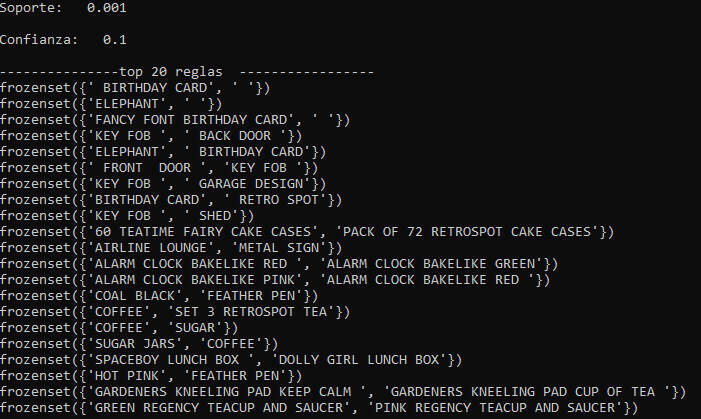 Soporte:   0.001
Confianza:   0.1
---------------top 20 reglas  -----------------
frozenset({' BIRTHDAY CARD', ' '})
frozenset({'ELEPHANT', ' '})
frozenset({'FANCY FONT BIRTHDAY CARD', ' '})
frozenset({'KEY FOB ', ' BACK DOOR '})
frozenset({'ELEPHANT', ' BIRTHDAY CARD'})
frozenset({' FRONT  DOOR ', 'KEY FOB '})
frozenset({'KEY FOB ', ' GARAGE DESIGN'})
frozenset({'BIRTHDAY CARD', ' RETRO SPOT'})
frozenset({'KEY FOB ', ' SHED'})
frozenset({'60 TEATIME FAIRY CAKE CASES', 'PACK OF 72 RETROSPOT CAKE CASES'})
frozenset({'AIRLINE LOUNGE', 'METAL SIGN'})
frozenset({'ALARM CLOCK BAKELIKE RED ', 'ALARM CLOCK BAKELIKE GREEN'})
frozenset({'ALARM CLOCK BAKELIKE PINK', 'ALARM CLOCK BAKELIKE RED '})
frozenset({'COAL BLACK', 'FEATHER PEN'})
frozenset({'COFFEE', 'SET 3 RETROSPOT TEA'})
frozenset({'COFFEE', 'SUGAR'})
frozenset({'SUGAR JARS', 'COFFEE'})
frozenset({'SPACEBOY LUNCH BOX ', 'DOLLY GIRL LUNCH BOX'})
frozenset({'HOT PINK', 'FEATHER PEN'})
frozenset({'GARDENERS KNEELING PAD KEEP CALM ', 'GARDENERS KNEELING PAD CUP OF TEA '})
frozenset({'GREEN REGENCY TEACUP AND SAUCER', 'PINK REGENCY TEACUP AND SAUCER'})